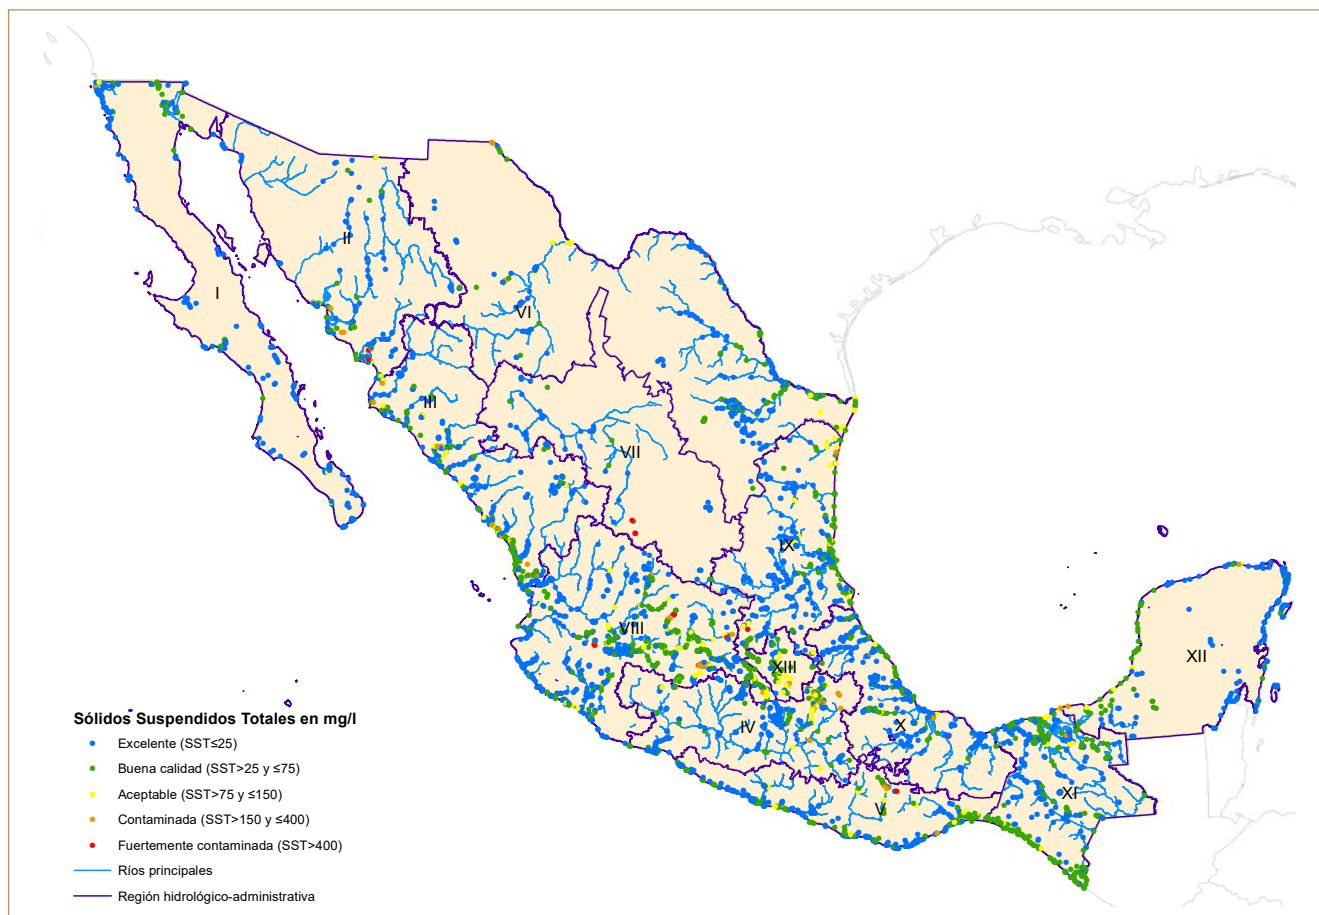 II
I
VI
III
VII
IX
VIII
XIII
XII
IV
X
XI
V
Sólidos Suspendidos Totales en mg/l
Excelente (SST≤25)
Buena calidad (SST>25 y ≤75)
Aceptable (SST>75 y ≤150)
Contaminada (SST>150 y ≤400)
Fuertemente contaminada (SST>400)
Ríos principales
Región hidrológico-administrativa